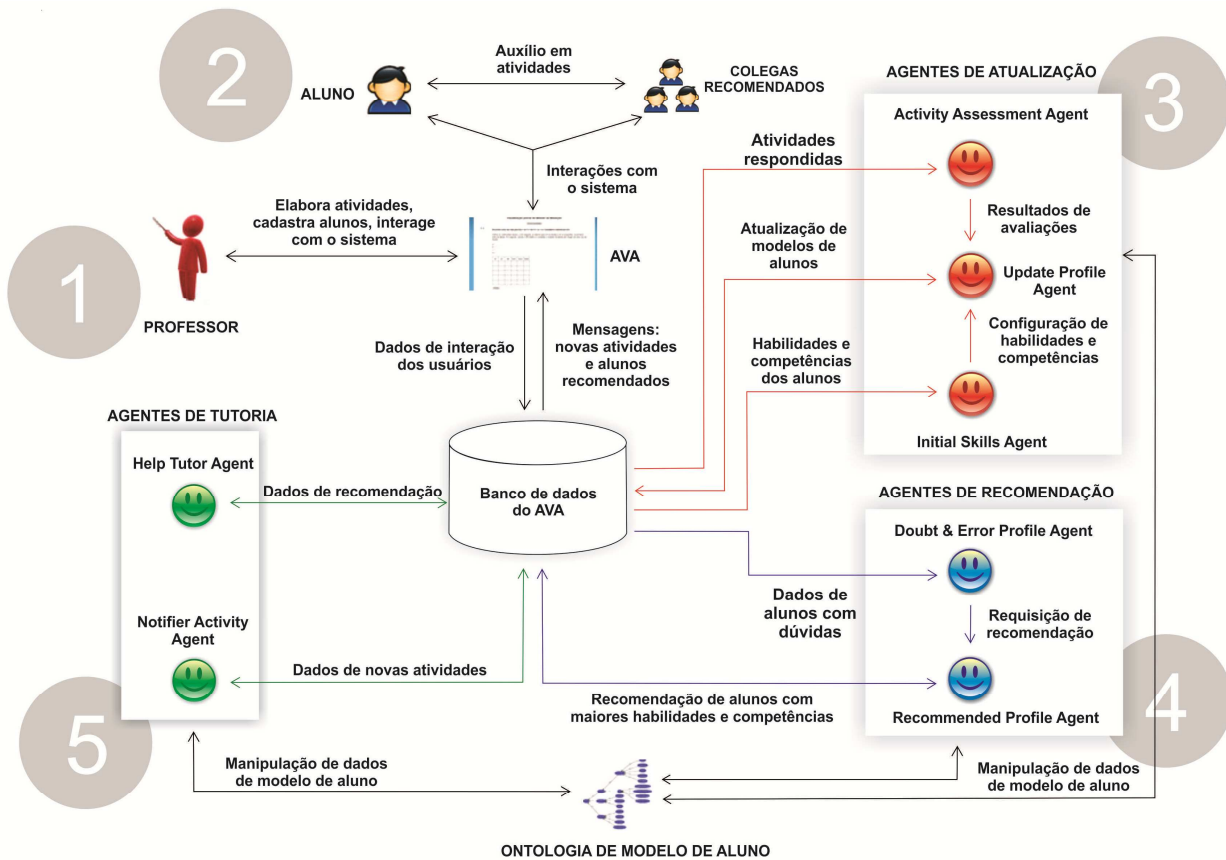 2
Auxílio em
atividades
ALUNO
COLEGAS
RECOMENDADOS
Interações com
o sistema
1
Elabora atividades,
cadastra alunos, interage
com o sistema
PROFESSOR
AVA
Dados de interação
dos usuários
Mensagens:
novas atividades
e alunos
recomendados
AGENTES DE ATUALIZAÇÃO
3
Activity Assessment Agent
Atividades
respondidas
Resultados de
avaliações
Atualização de
modelos de
alunos
Update Profile
Agent
Configuração de
habilidades e
competências
Habilidades e
competências
dos alunos
Initial Skills Agent
AGENTES DE TUTORIA
Help Tutor Agent
Dados de recomendação
Banco de dados
do AVA
Notifier Activity
Agent
Dados de novas atividades
5
AGENTES DE RECOMENDAÇÃO
Doubt & Error Profile Agent
Dados de
alunos com
dúvidas
Requisição de
recomendação
Recomendação de alunos com
maiores habilidades e competências
Recommended Profile Agent
4
Manipulação de dados
de modelo de aluno
Manipulação de dados
de modelo de aluno
ONTOLOGIA DE MODELO DE ALUNO